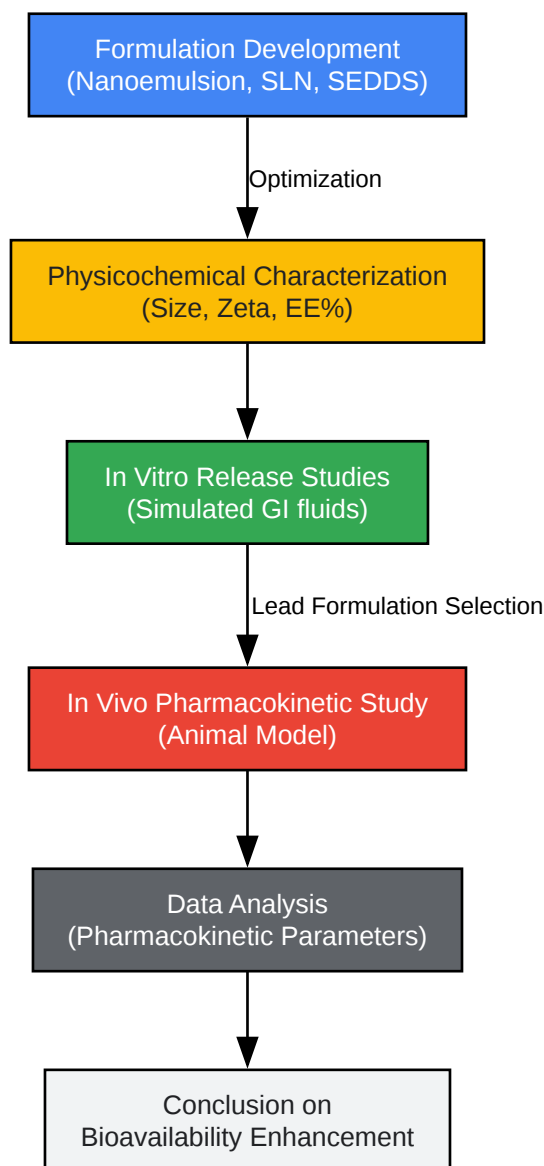 Formulation Development
(Nanoemulsion, SLN, SEDDS)
Optimization
Physicochemical Characterization
(Size, Zeta, EE%)
In Vitro Release Studies
(Simulated GI fluids)
Lead Formulation Selection
In Vivo Pharmacokinetic Study
(Animal Model)
Data Analysis
(Pharmacokinetic Parameters)
Conclusion on
Bioavailability Enhancement